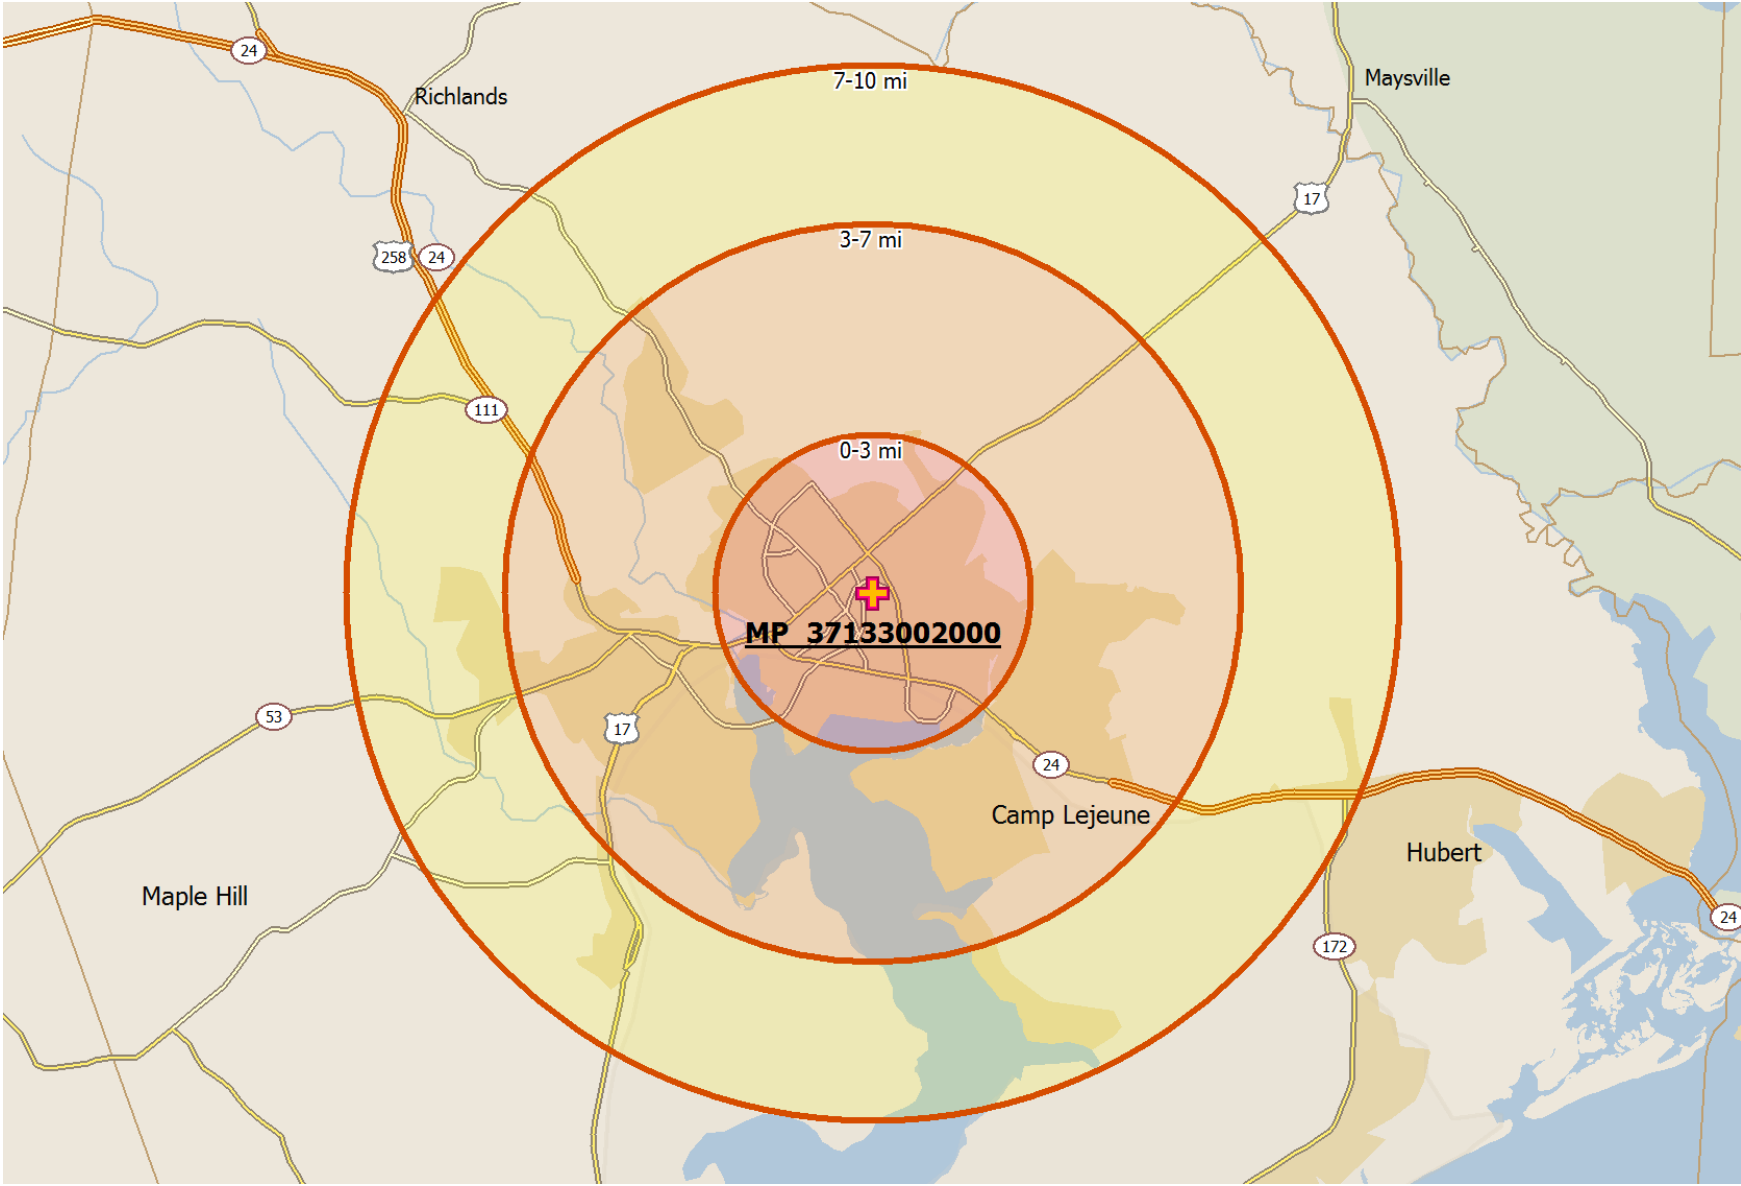 24
Richlands
7-10 mi
Maysville
17
3-7 mi
258
24
111
0-3 mi
MP 37133002000
53
17
24
Camp Lejeune
Hubert
Maple Hill
24
172